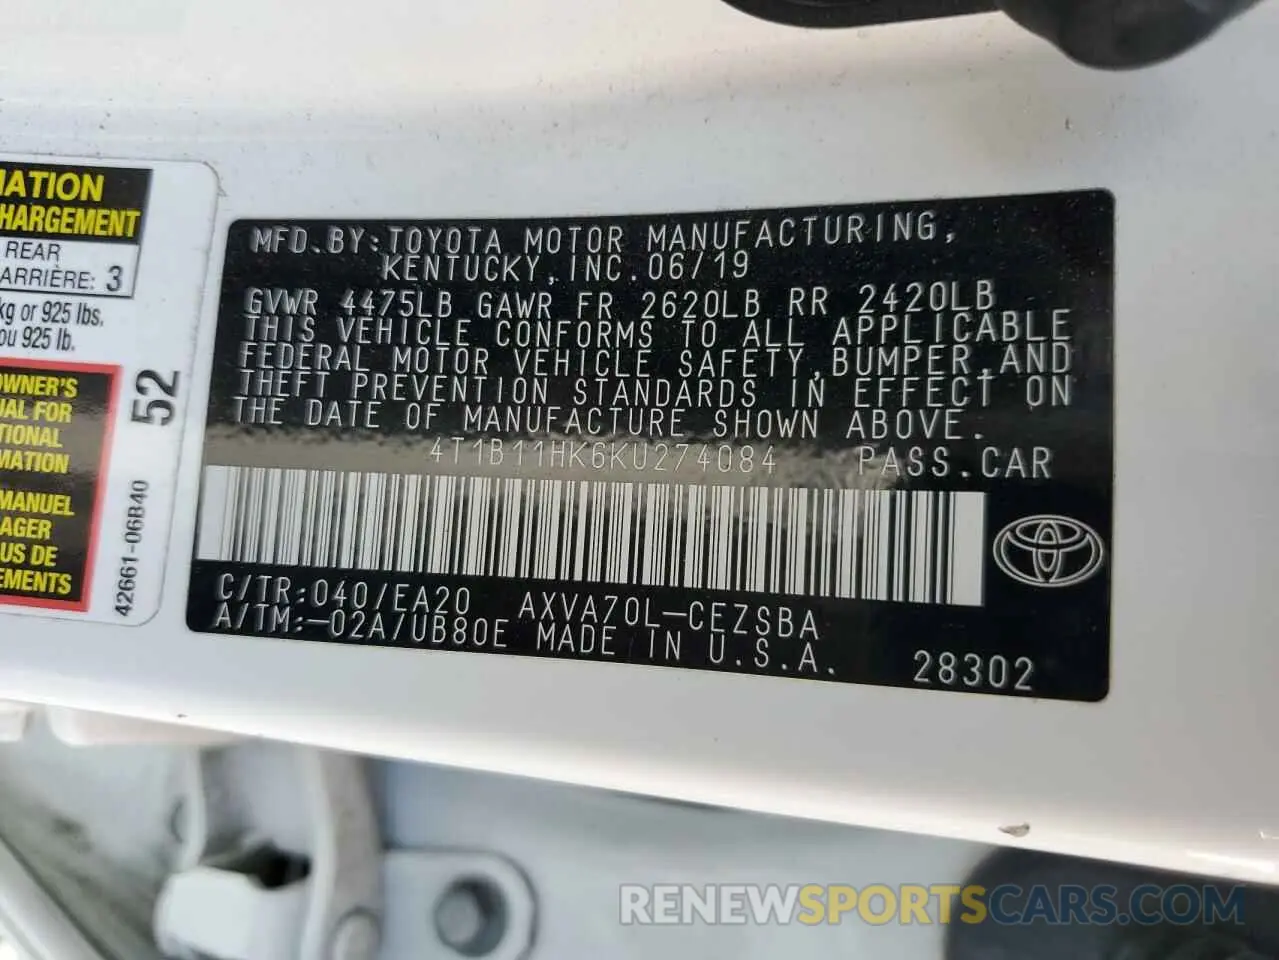 MATION
HARGEMENT
REAR
ARRIÈRE: 3
kg or 925 lbs.
ou 925 lb.
OWNER'S
UAL FOR
TIONAL
MATION
MANUEL
AGER
US DE
EMENTS
52
42661-06B40
MFD.BY:TOYOTA MOTOR MANUFACTURING,
KENTUCKY,INC.06/19
GVWR 4475LB GAWR FR 2620LB RR 2420LB
THIS VEHICLE CONFORMS TO ALL APPLICABLE
FEDERAL MOTOR VEHICLE SAFETY,BUMPER,AND
THEFT PREVENTION STANDARDS IN EFFECT ON
THE DATE OF MANUFACTURE SHOWN ABOVE.
4T1B11HK6KU274084 PASS.CAR
C/TR:040/EA20 AXVA70L-CEZSBA
A/TM:-02A/UB80E MADE IN U.S.A.
28302
RENEWSPORTSCARS.COM